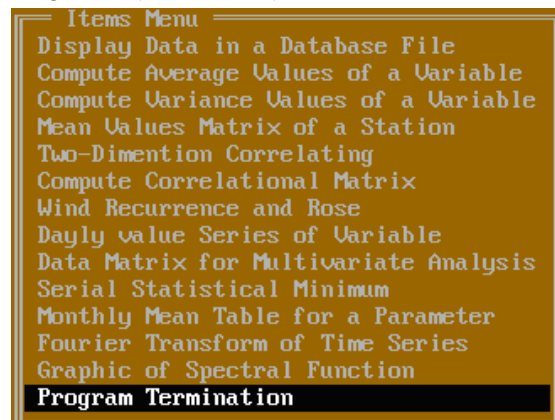 Items Menu
Display Data in a Database File
Compute Average Values of a Variable
Compute Variance Values of a Variable
Mean Values Matrix of a Station
Two-Dimention Correlating
Compute Correlational Matrix
Wind Recurrence and Rose
Dayly value Series of Variable
Data Matrix for Multivariate Analysis
Serial Statistical Minimum
Monthly Mean Table for a Parameter
Fourier Transform of Time Series
Graphic of Spectral Function
Program Termination